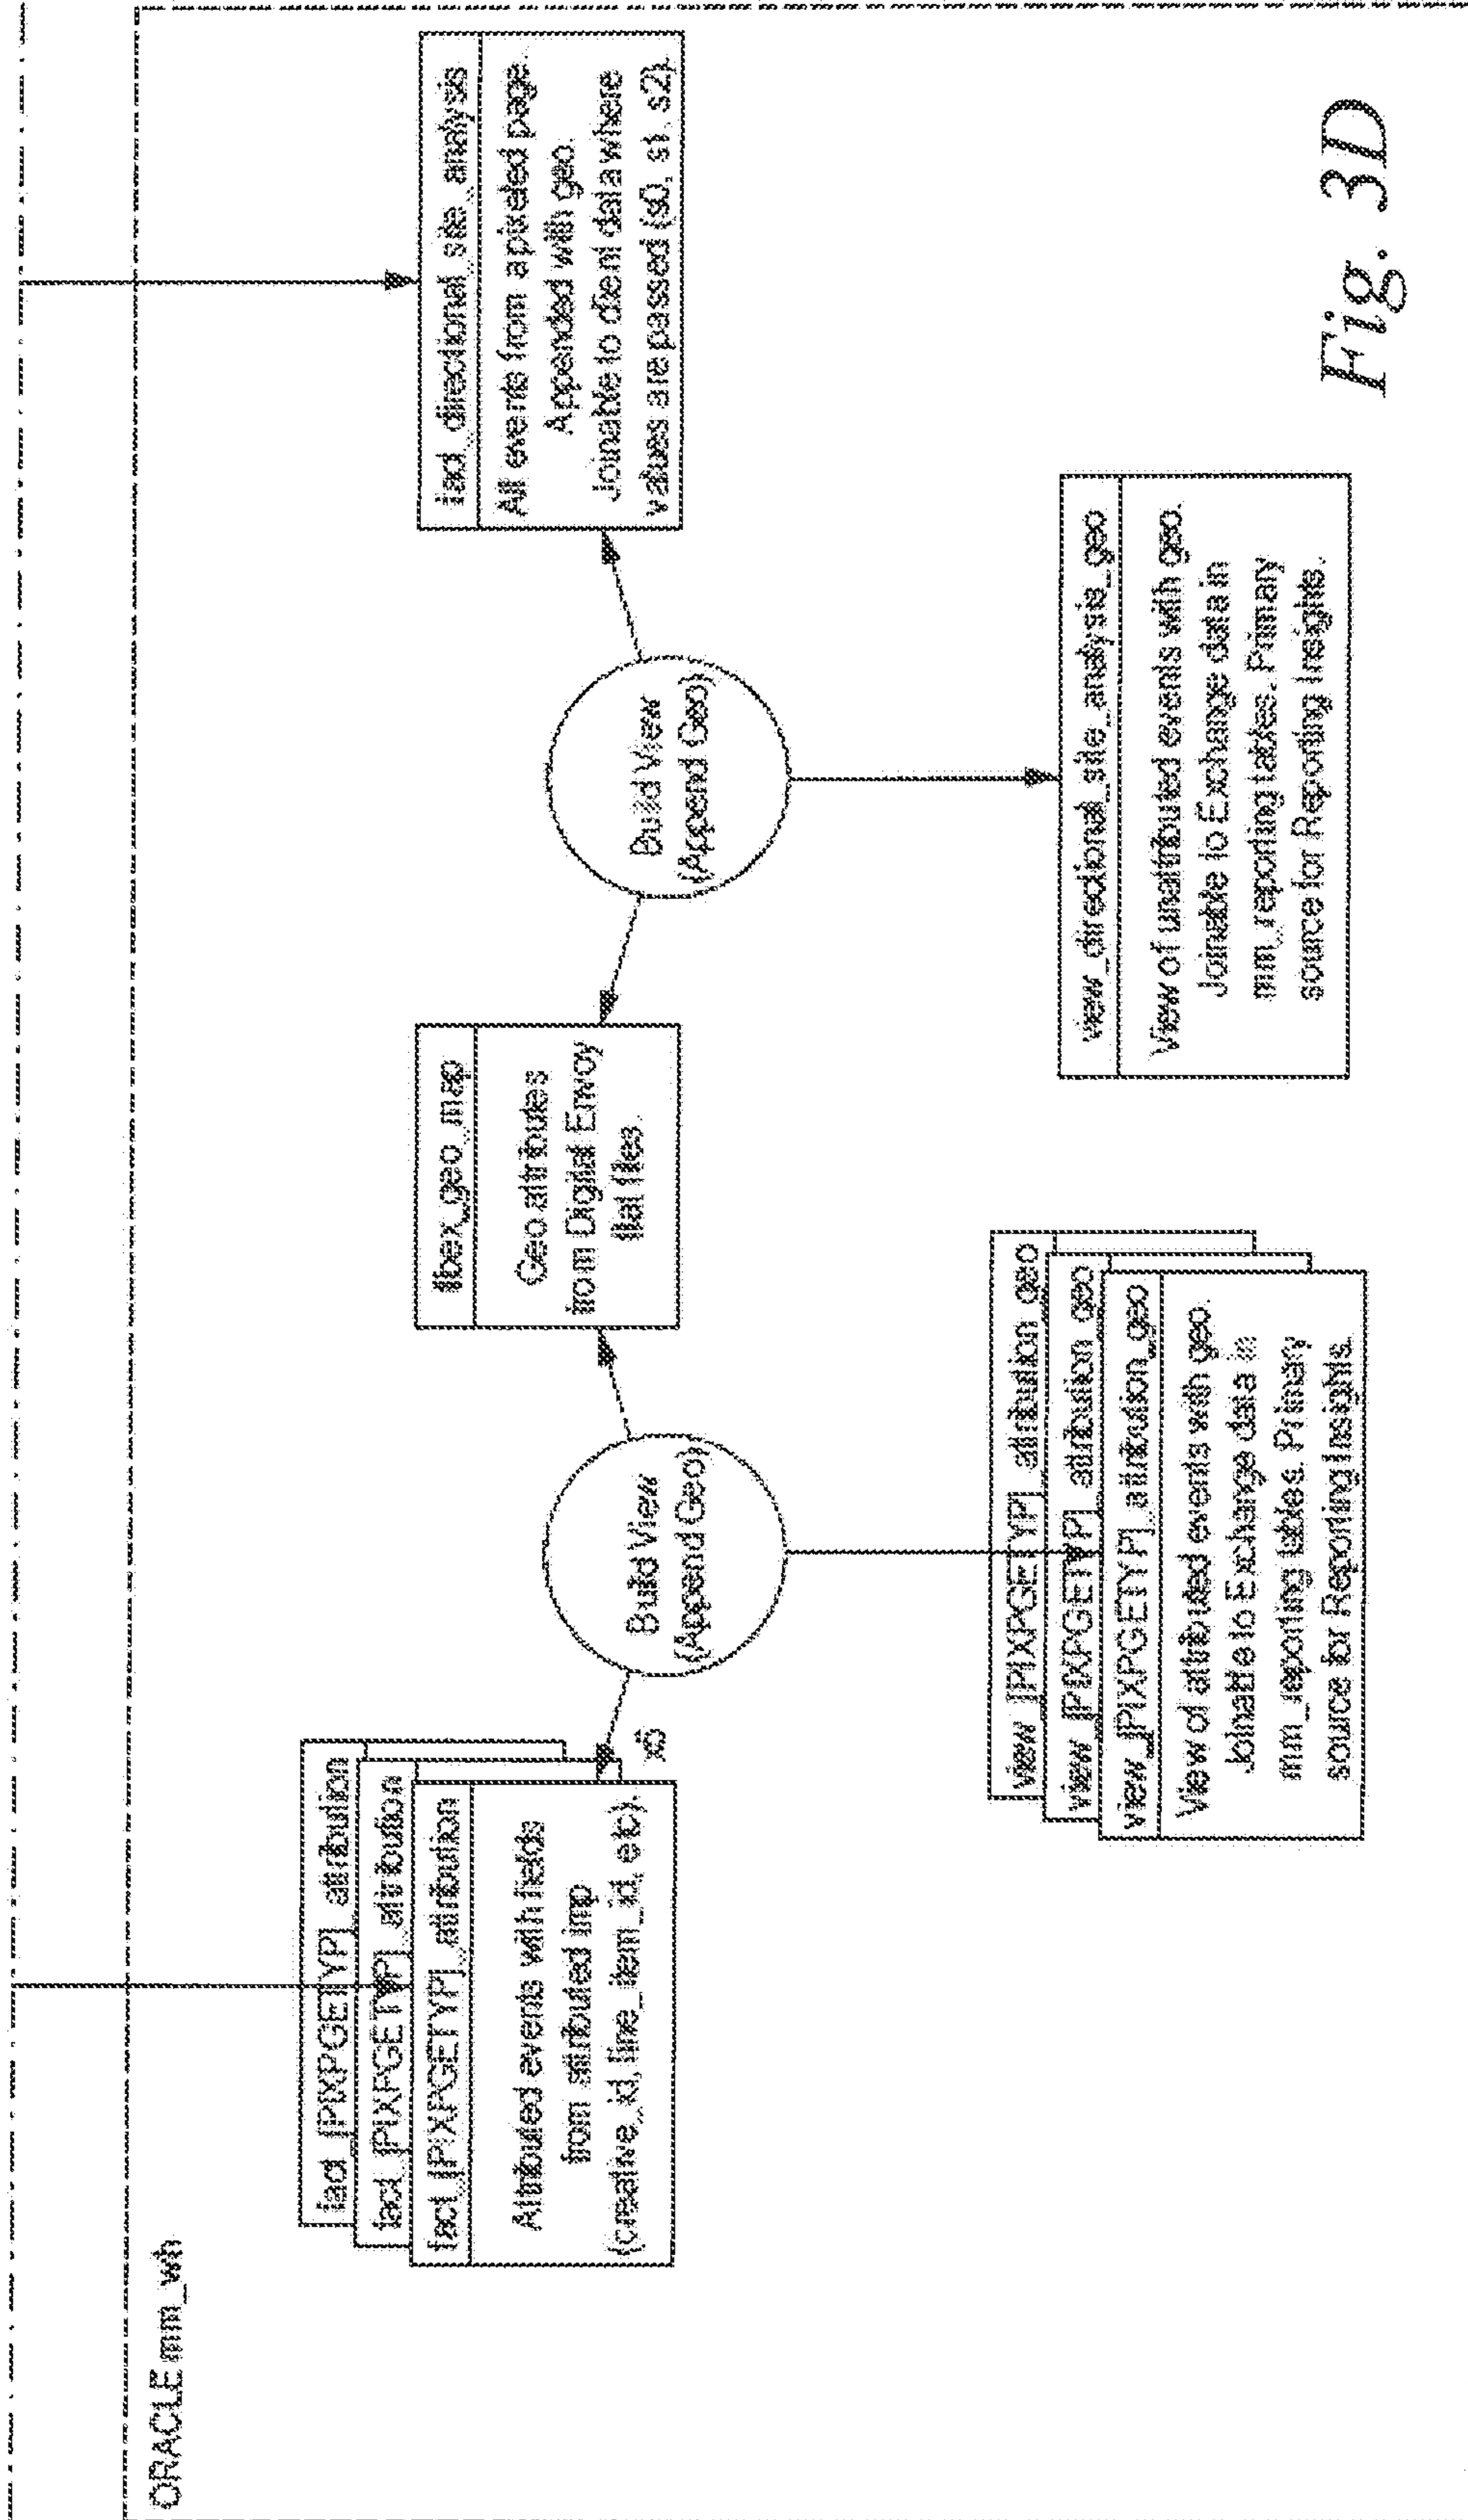 ORACLE mm_wh
fact_[PIXPGETYP]_attribution
fact_[PIXPGETYP]_attribution
fact_[PIXPGETYP]_attribution
Attributed events with fields
from attributed imp
(creative_id, line_item_id, etc).
Build View
(Append Geo)
view_[PIXPGETYP]_attribution_geo
view_[PIXPGETYP]_attribution_geo
view_[PIXPGETYP]_attribution_geo
View of attributed events with geo.
Joinable to Exchange data in
mm_reporting tables. Primary
source for Reporting Insights.
ibex_geo_map
Geo attributes
from Digital Envoy
flat files.
Build View
(Append Geo)
fact_directional_site_analysis
All events from a pixeled page.
Appended with geo.
Joinable to client data where
values are passed (s0, s1, s2).
view_directional_site_analysis_geo
View of unattributed events with geo.
Joinable to Exchange data in
mm_reporting tables. Primary
source for Reporting Insights.
Fig. 3D